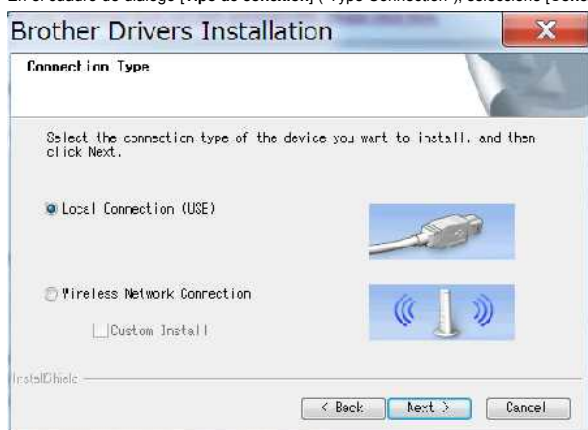 Brother Drivers Installation
Connection Type
Select the connection type of the device you want to install, and then
click Next.
Local Connection (USB)
Wireless Network Connection
Custom Install
InstallShield
< Back
Next >
Cancel